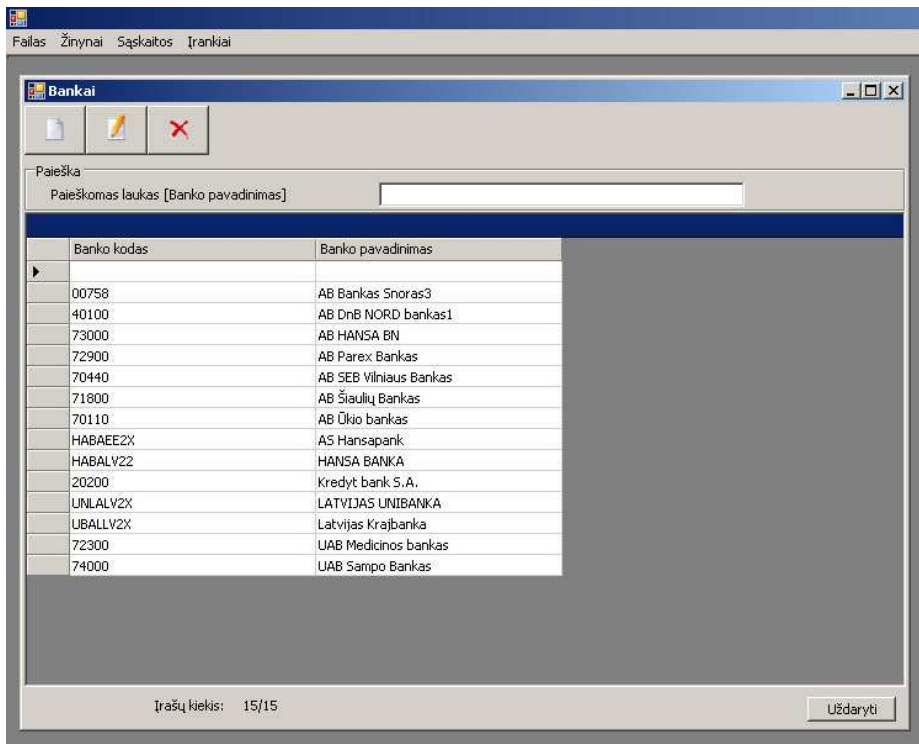 Failas Žinynai Sąskaitos Įrankiai
Bankai
Paieška
Paieškomas laukas [Banko pavadinimas]
Banko kodas Banko pavadinimas
00758 AB Bankas Snoras3
40100 AB DnB NORD bankas1
73000 AB HANSA BN
72900 AB Parex Bankas
70440 AB SEB Vilniaus Bankas
71800 AB Šiaulių Bankas
70110 AB Ūkio bankas
HABAEE2X AS Hansapank
HABALV22 HANSA BANKA
20200 Kredyt bank S.A.
UNLALV2X LATVIJAS UNIBANKA
UBALLV2X Latvijas Krajbanka
72300 UAB Medicinos bankas
74000 UAB Sampo Bankas
Įrašų kiekis: 15/15
Uždaryti